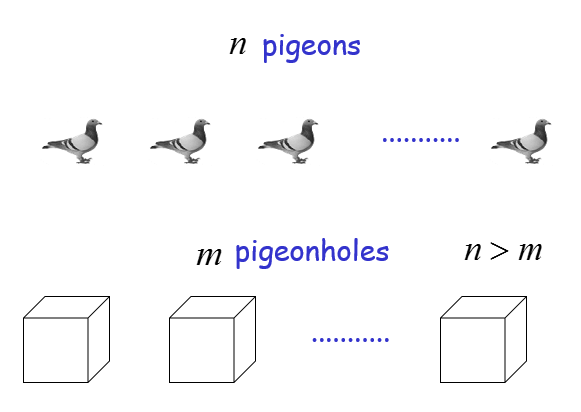 n pigeons
...........
m pigeonholes
n > m
...........